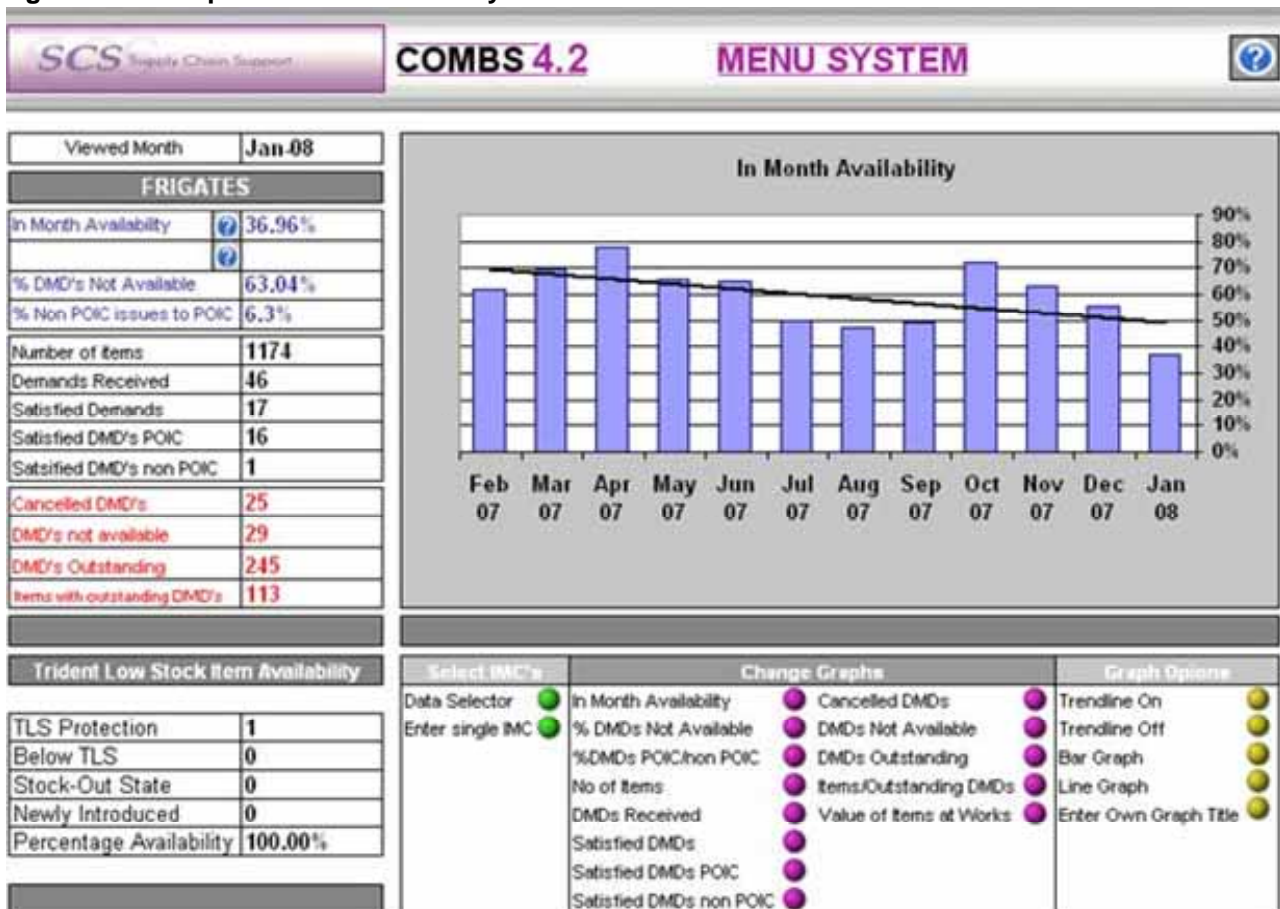 SCS Supply Chain Support
COMBS 4.2 MENU SYSTEM
?
Viewed Month Jan-08
FRIGATES
In Month Availability ? 36.96%
?
% DMD's Not Available 63.04%
% Non POIC issues to POIC 6.3%
Number of items 1174
Demands Received 46
Satisfied Demands 17
Satisfied DMD's POIC 16
Satsified DMD's non POIC 1
Cancelled DMD's 25
DMD's not available 29
DMD's Outstanding 245
Items with outstanding DMD's 113
In Month Availability
90%
80%
70%
60%
50%
40%
30%
20%
10%
0%
Feb Mar Apr May Jun Jul Aug Sep Oct Nov Dec Jan
07 07 07 07 07 07 07 07 07 07 07 08
Trident Low Stock Item Availability
TLS Protection 1
Below TLS 0
Stock-Out State 0
Newly Introduced 0
Percentage Availability 100.00%
Select IMC's
Data Selector
Enter single IMC
Change Graphs
In Month Availability Cancelled DMDs
% DMDs Not Available DMDs Not Available
%DMDs POIC/non POIC DMDs Outstanding
No of Items Items/Outstanding DMDs
DMDs Received Value of Items at Works
Satisfied DMDs
Satisfied DMDs POIC
Satisfied DMDs non POIC
Graph Opions
Trendline On
Trendline Off
Bar Graph
Line Graph
Enter Own Graph Title